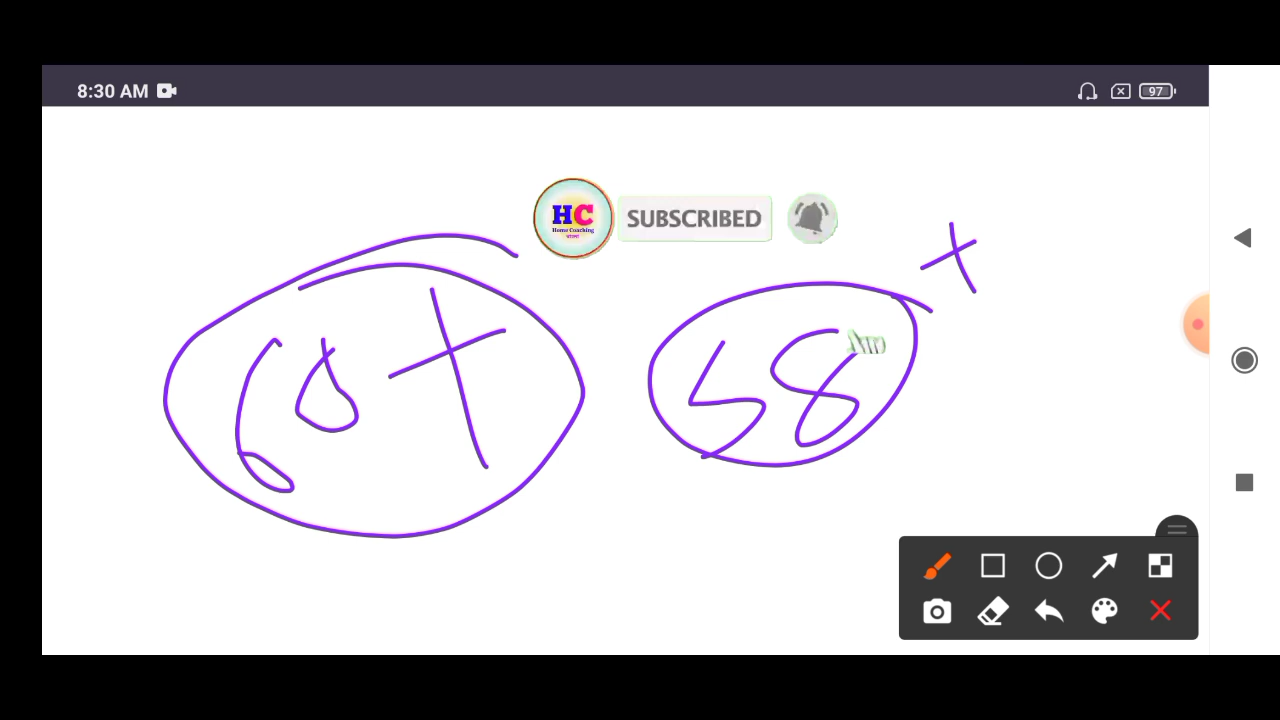 8:30 AM
97
HC
Home Coaching
বাংলা
SUBSCRIBED
60+
58+